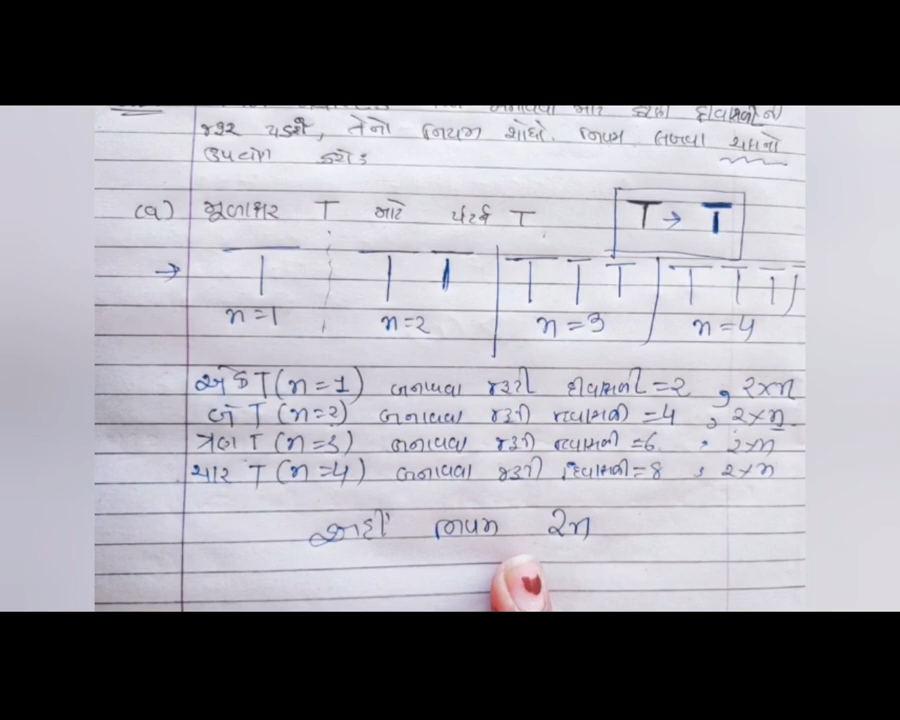 બનાવવા માટે
જરૂર પડશે, તેનો નિયમ શોધો. નિયમ લખવા ચલનો
ઉપયોગ કરો :
(a) મૂળાક્ષર T માટે પેટર્ન T
T → T
→ T T T T T T T T T
n=1 n=2 n=3 n=4
એક T (n=1) બનાવવા જરૂરી દીવાસળી =2 , 2×n
બે T (n=2) બનાવવા જરૂરી =4 , 2×n
ત્રણ T (n=3) બનાવવા જરૂરી =6 , 2×n
ચાર T (n=4) બનાવવા જરૂરી દિવાસળી=8 , 2×n
અહીં નિયમ 2n